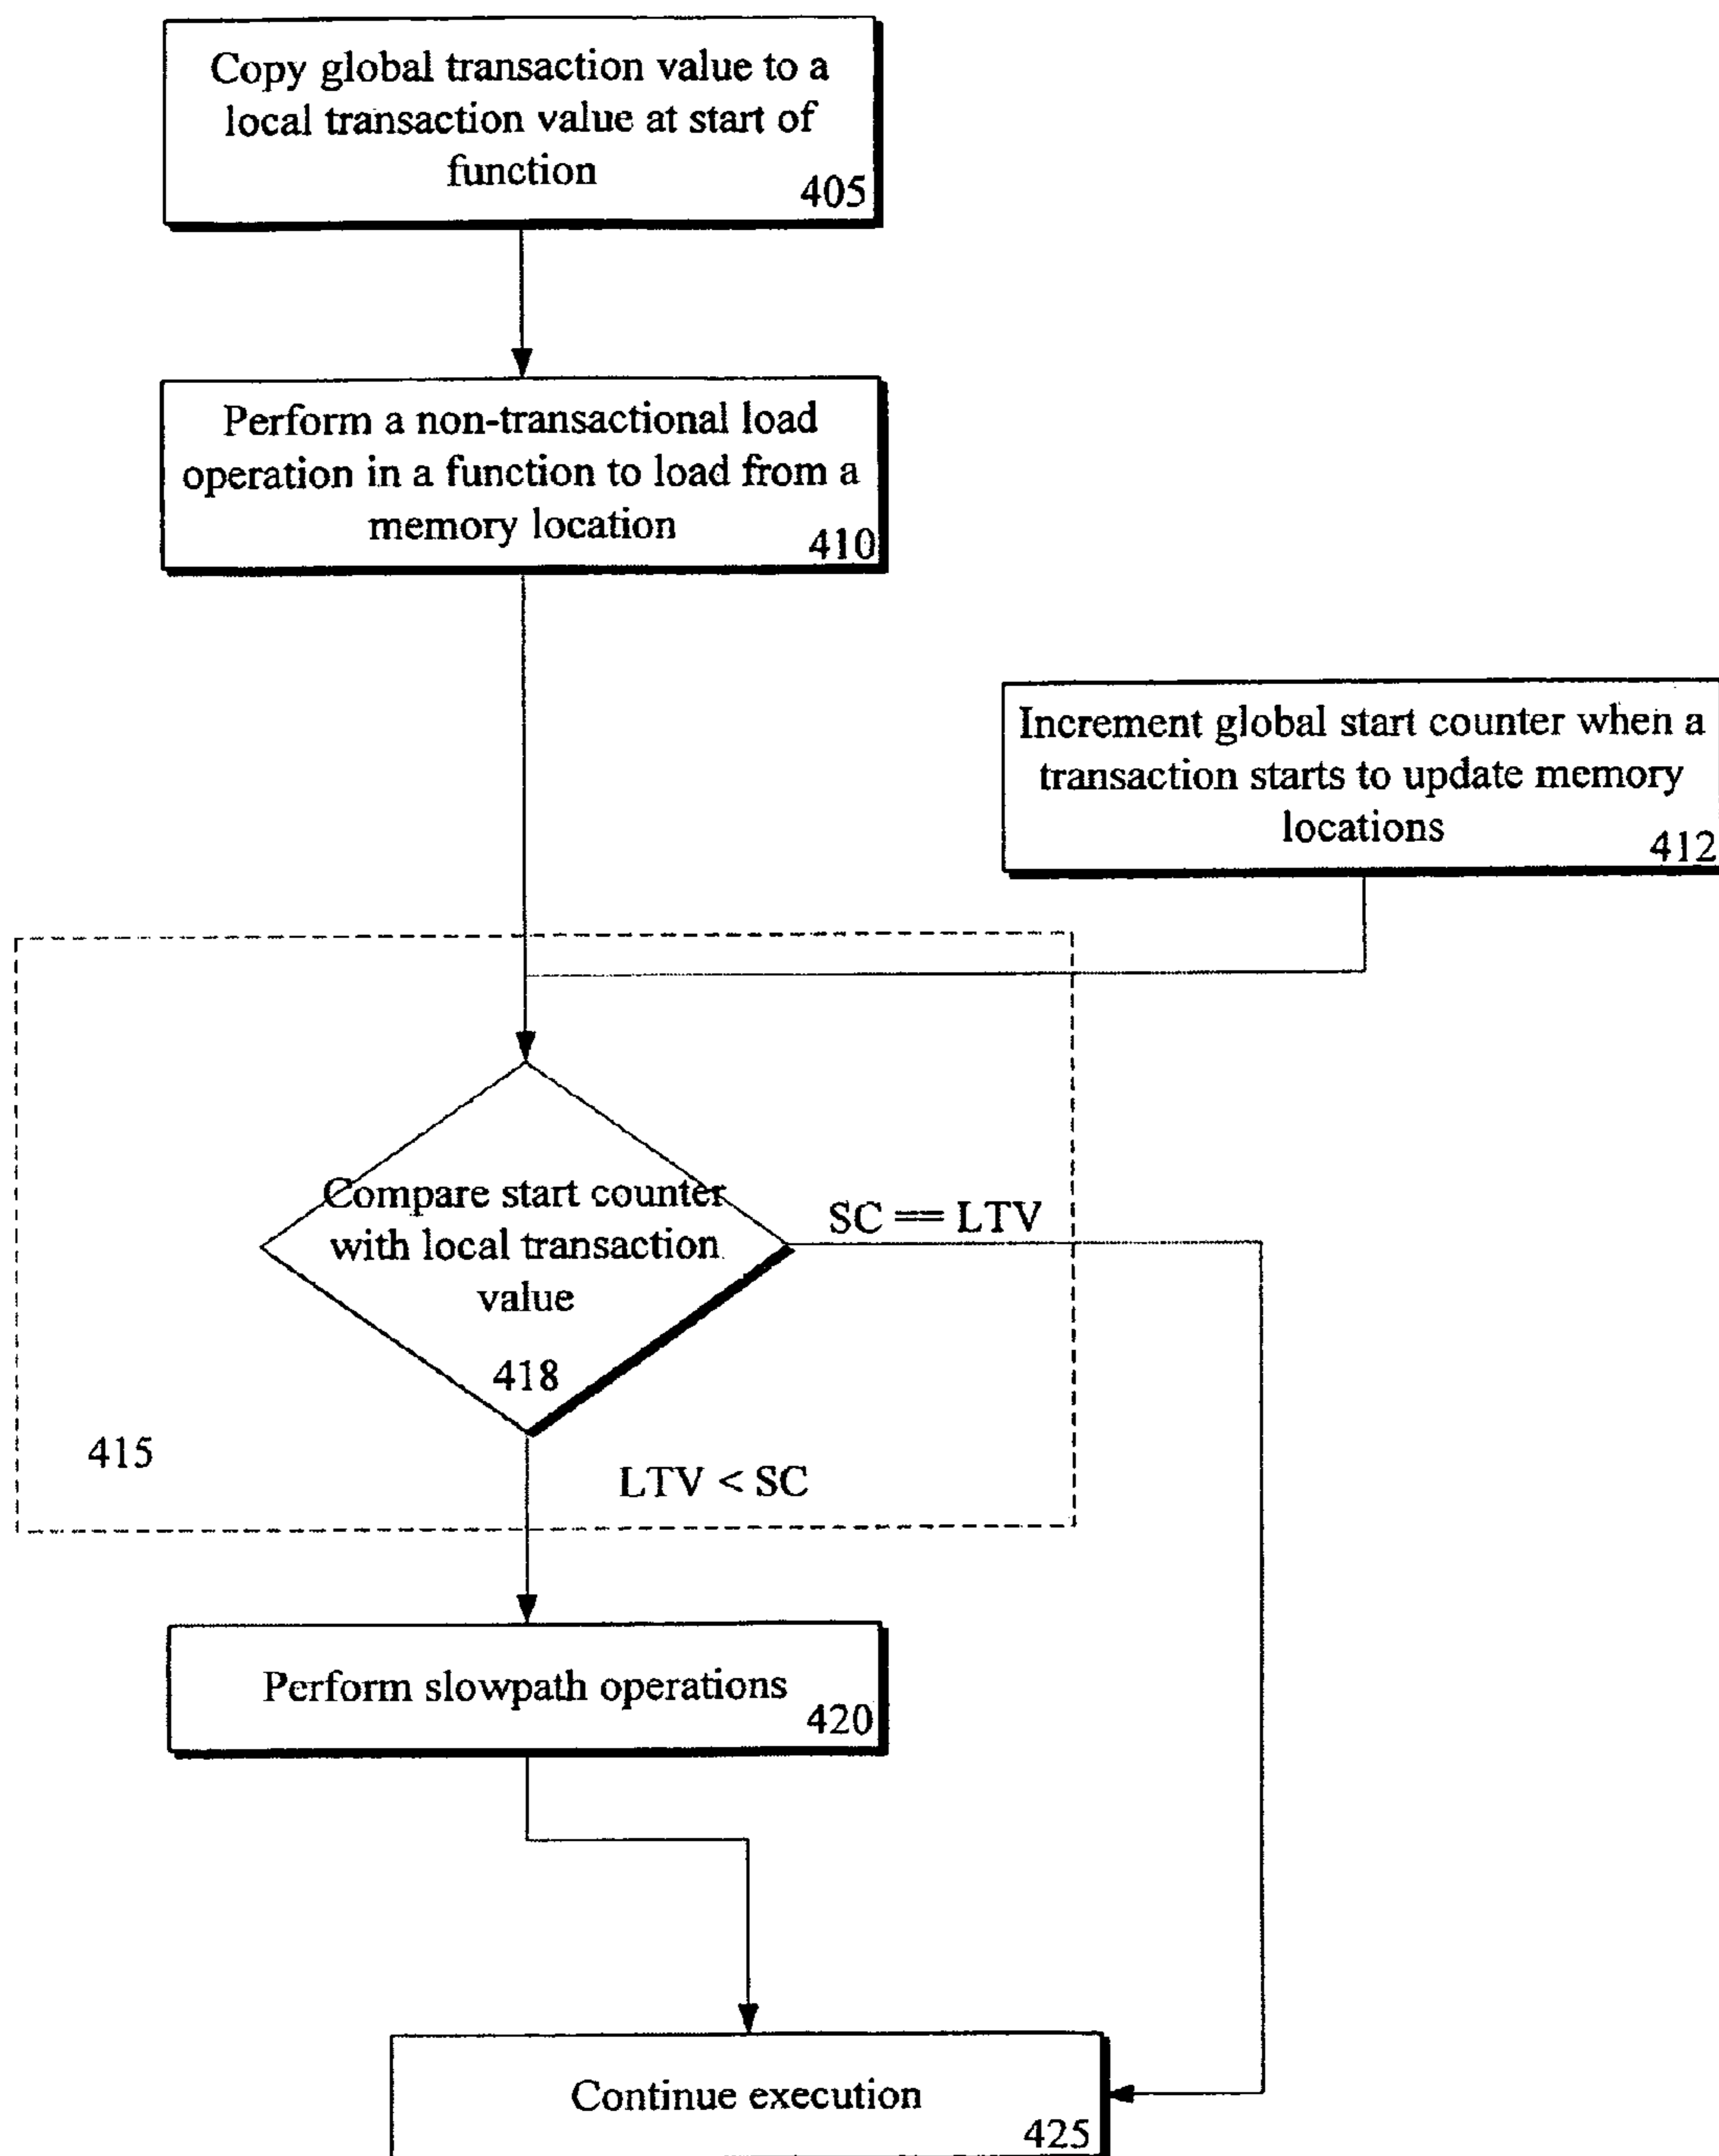 Copy global transaction value to a
local transaction value at start of
function
405
Perform a non-transactional load
operation in a function to load from a
memory location
410
Increment global start counter when a
transaction starts to update memory
locations
412
Compare start counter
with local transaction
value
418
SC == LTV
415
LTV < SC
Perform slowpath operations
420
Continue execution
425